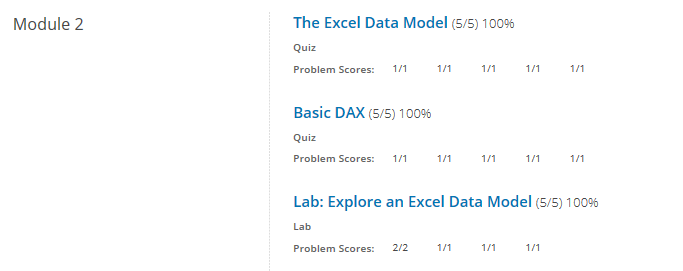 Module 2
The Excel Data Model (5/5) 100%
Quiz
Problem Scores: 1/1 1/1 1/1 1/1 1/1
Basic DAX (5/5) 100%
Quiz
Problem Scores: 1/1 1/1 1/1 1/1 1/1
Lab: Explore an Excel Data Model (5/5) 100%
Lab
Problem Scores: 2/2 1/1 1/1 1/1